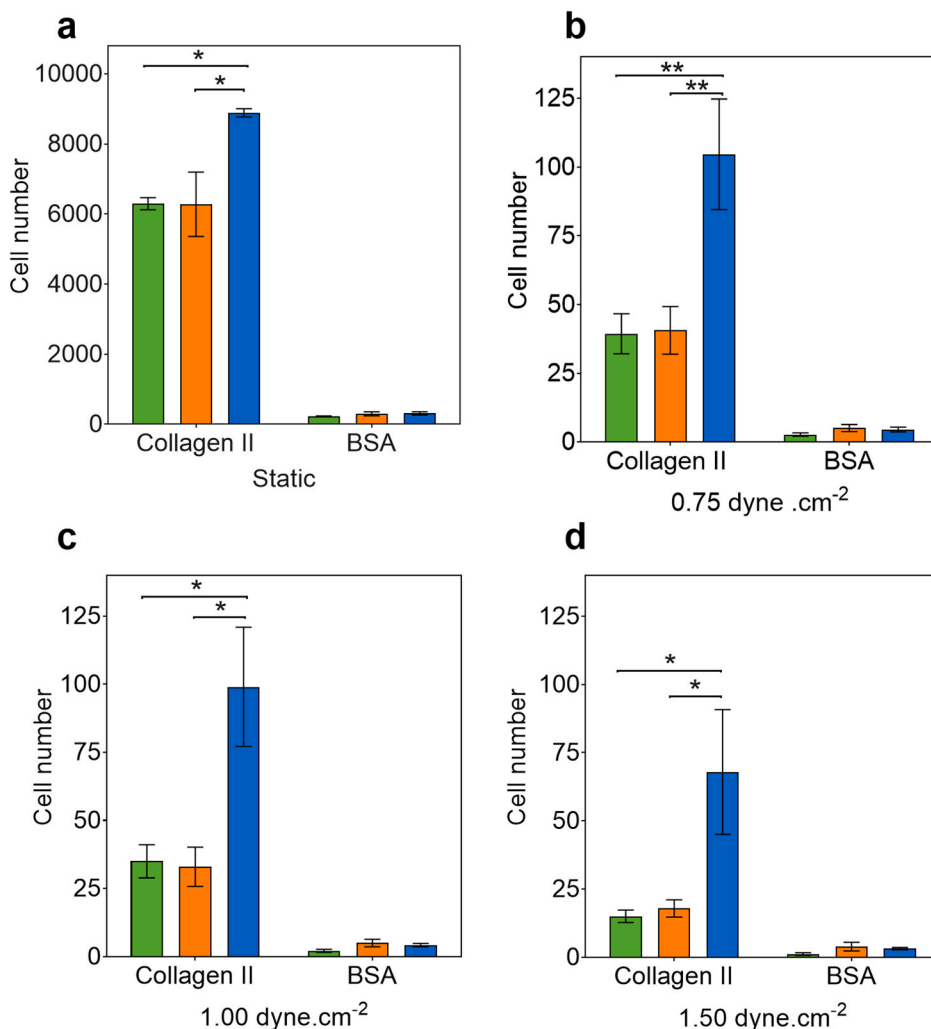 a
*
*
10000
8000
6000
4000
2000
0
Cell number
Collagen II BSA
Static
b
**
**
125
100
75
50
25
0
Cell number
Collagen II BSA
0.75 dyne .cm-2
c
*
*
125
100
75
50
25
0
Cell number
Collagen II BSA
1.00 dyne.cm-2
d
*
*
125
100
75
50
25
0
Cell number
Collagen II BSA
1.50 dyne.cm-2